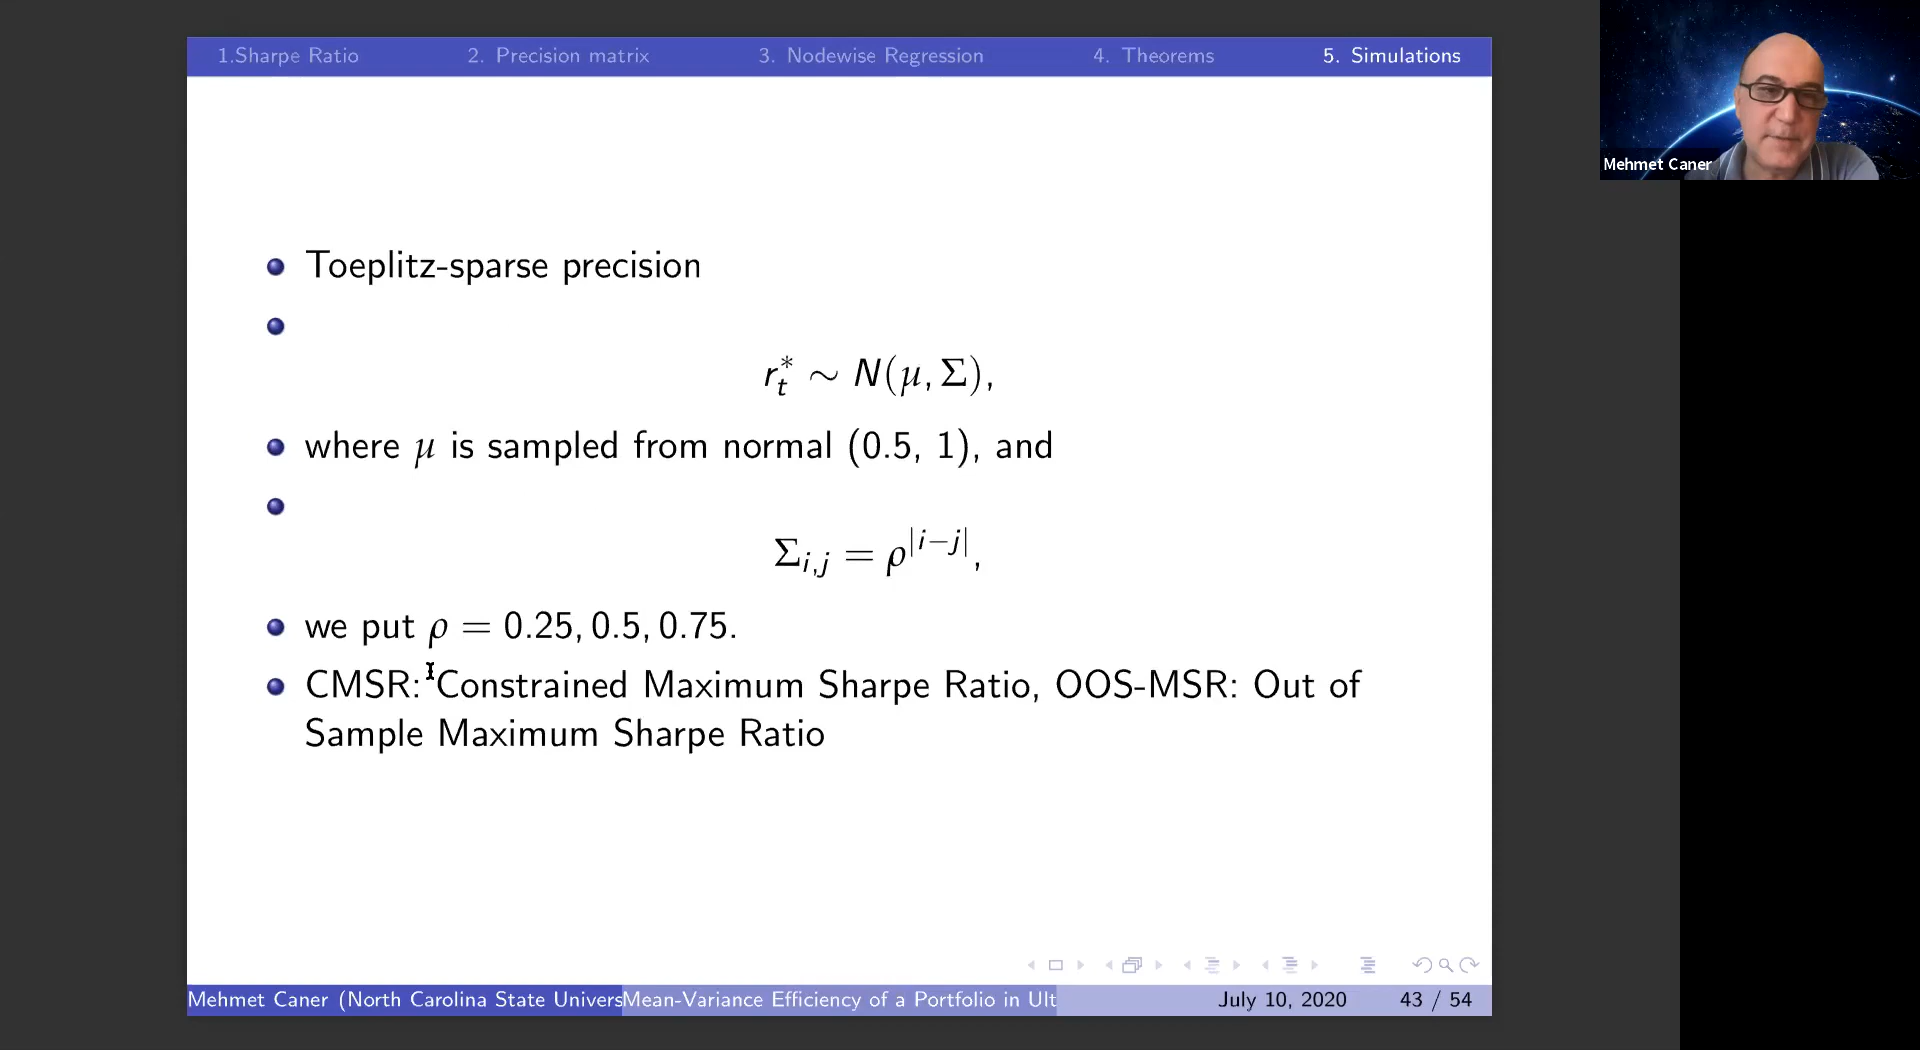 1.Sharpe Ratio 2. Precision matrix 3. Nodewise Regression 4. Theorems 5. Simulations
Mehmet Caner
Toeplitz-sparse precision
r_t^* ∼ N(μ, Σ),
where μ is sampled from normal (0.5, 1), and
Σ_{i,j} = ρ^{|i−j|},
we put ρ = 0.25, 0.5, 0.75.
CMSR: Constrained Maximum Sharpe Ratio, OOS-MSR: Out of
Sample Maximum Sharpe Ratio
Mehmet Caner (North Carolina State Univers Mean-Variance Efficiency of a Portfolio in Ult July 10, 2020 43 / 54